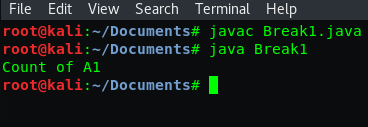 File Edit View Search Terminal Help
root@kali:~/Documents# javac Break1.java
root@kali:~/Documents# java Break1
Count of A1
root@kali:~/Documents#